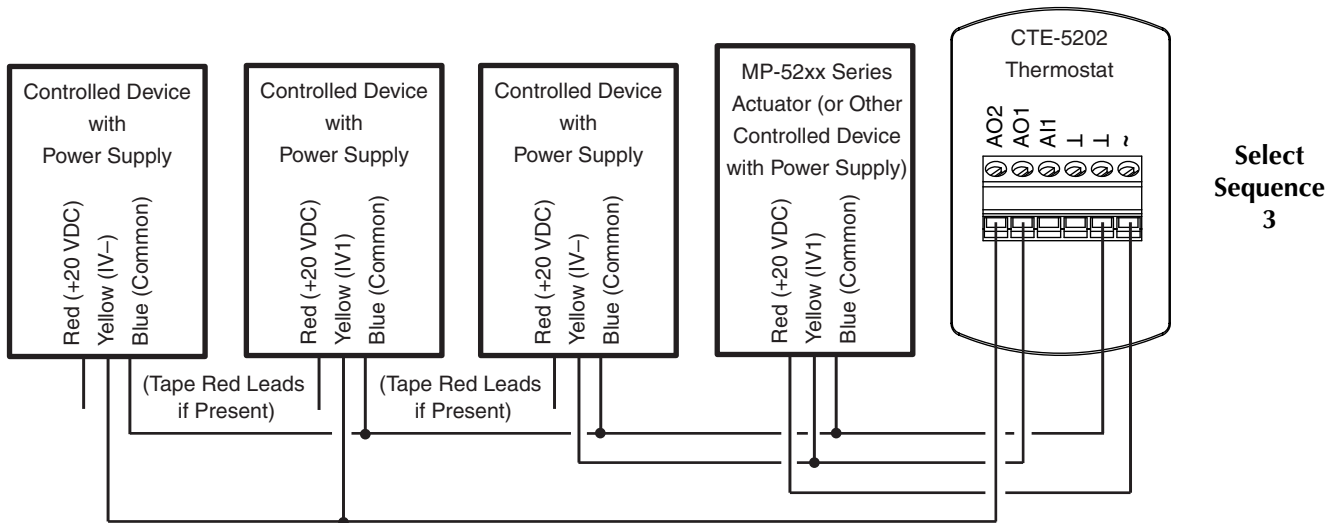 Controlled Device
with
Power Supply
Red (+20 VDC)
Yellow (IV–)
Blue (Common)
(Tape Red Leads
if Present)
Controlled Device
with
Power Supply
Red (+20 VDC)
Yellow (IV1)
Blue (Common)
(Tape Red Leads
if Present)
Controlled Device
with
Power Supply
Red (+20 VDC)
Yellow (IV–)
Blue (Common)
MP-52xx Series
Actuator (or Other
Controlled Device
with Power Supply)
Red (+20 VDC)
Yellow (IV1)
Blue (Common)
CTE-5202
Thermostat
AO2
AO1
AI1
⊥
⊥
~
Select
Sequence
3